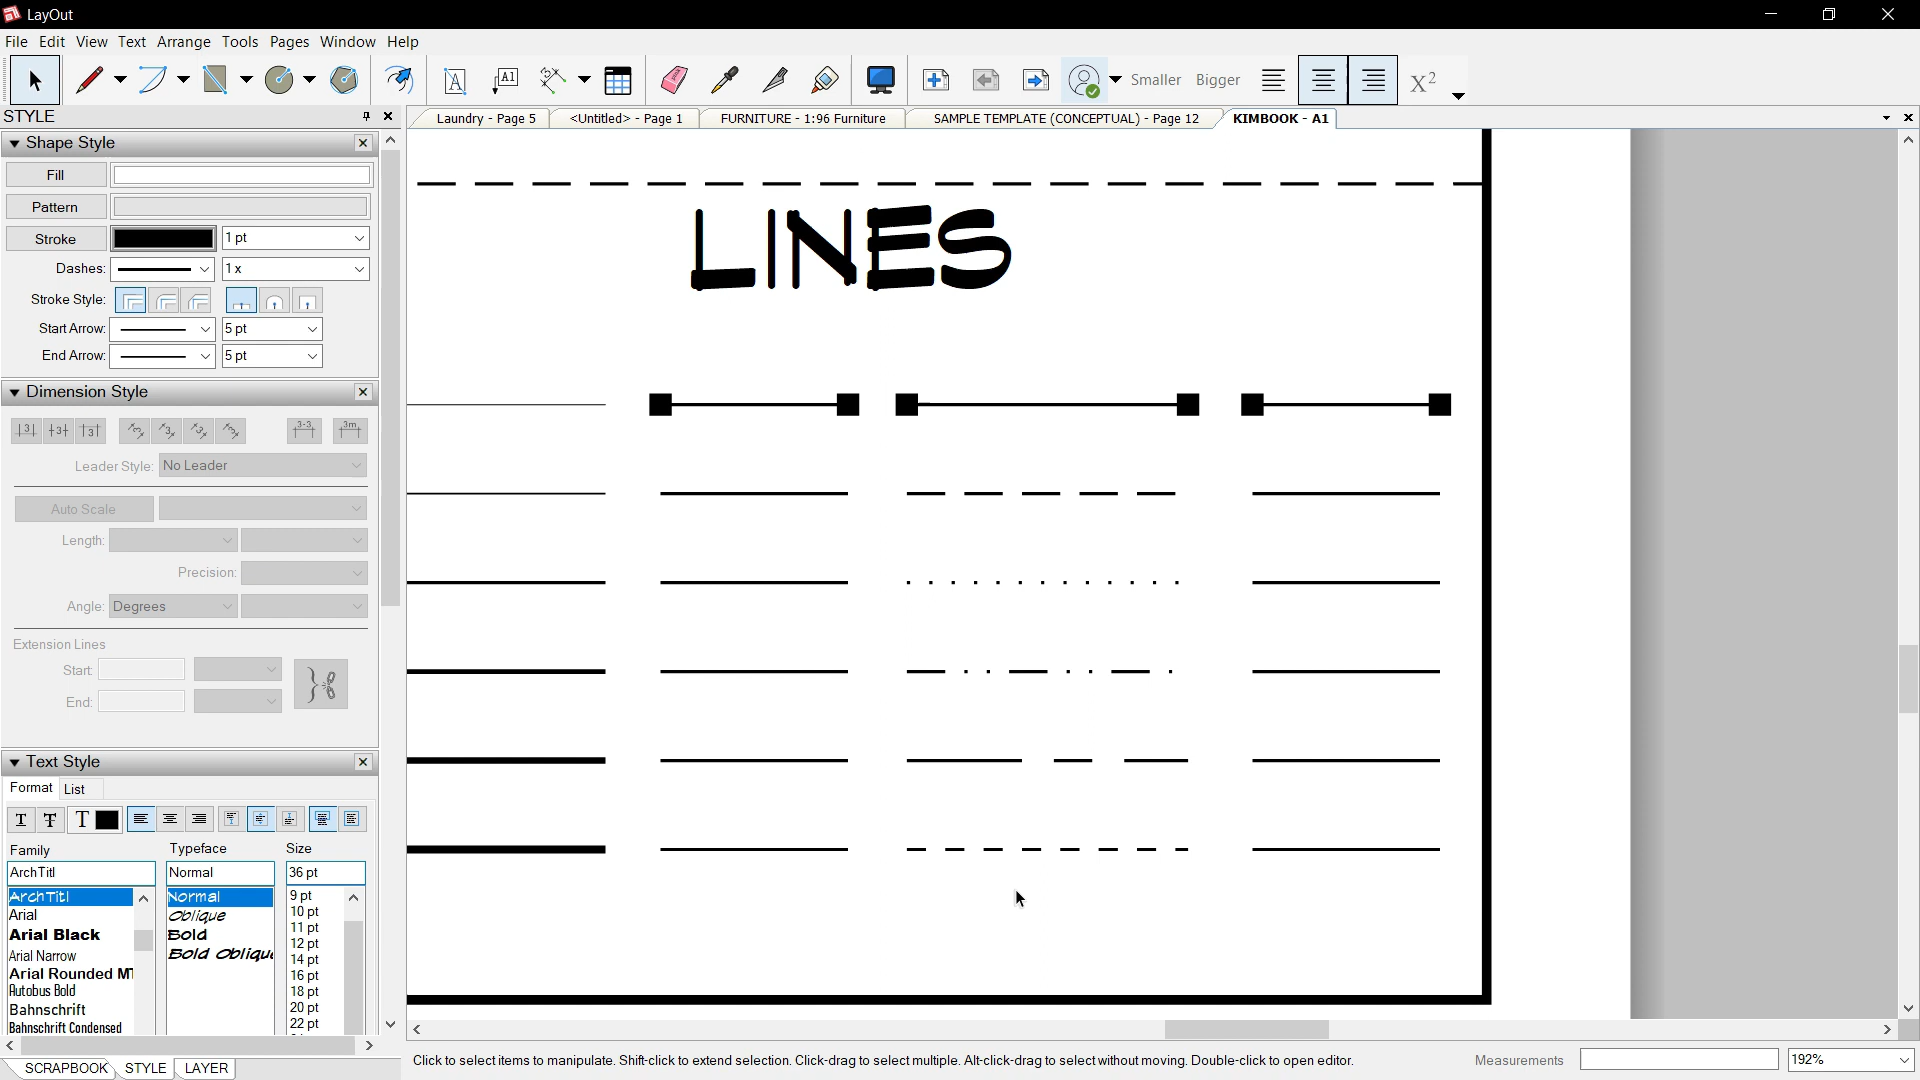 LayOut
File Edit View Text Arrange Tools Pages Window Help
A A1 Smaller Bigger X²
STYLE
Laundry - Page 5 <Untitled> - Page 1 FURNITURE - 1:96 Furniture SAMPLE TEMPLATE (CONCEPTUAL) - Page 12 KIMBOOK - A1
Shape Style
Fill
Pattern
Stroke 1 pt
Dashes: 1 x
Stroke Style:
Start Arrow: 5 pt
End Arrow: 5 pt
Dimension Style
Leader Style: No Leader
Auto Scale
Length:
Precision:
Angle: Degrees
Extension Lines
Start:
End:
Text Style
Format List
Family Typeface Size
ArchTitl Normal 36 pt
ArchTitl Normal 9 pt
Arial Oblique 10 pt
Arial Black Bold 11 pt
Arial Narrow Bold Obliqu 12 pt
Arial Rounded MT 14 pt
Autobus Bold 16 pt
Bahnschrift 18 pt
Bahnschrift Condensed 20 pt
22 pt
SCRAPBOOK STYLE LAYER
LINES
Click to select items to manipulate. Shift-click to extend selection. Click-drag to select multiple. Alt-click-drag to select without moving. Double-click to open editor.
Measurements 192%